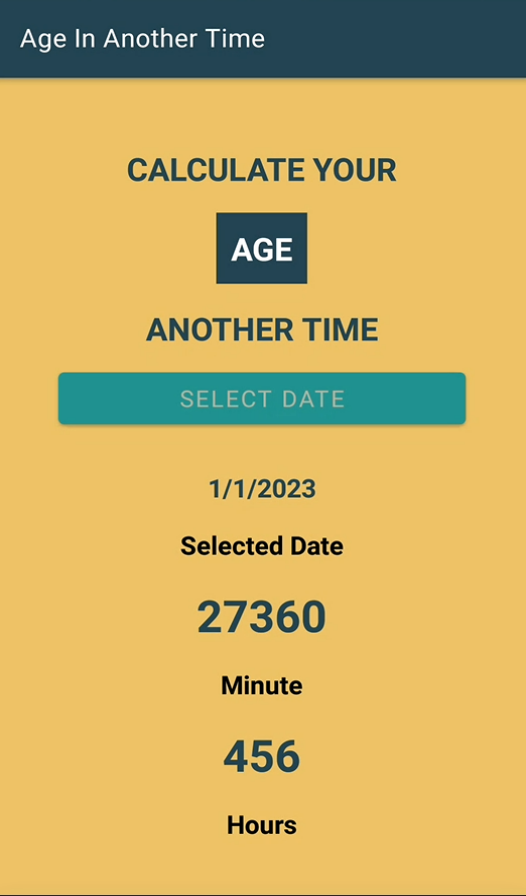 Age In Another Time
CALCULATE YOUR
AGE
ANOTHER TIME
SELECT DATE
1/1/2023
Selected Date
27360
Minute
456
Hours